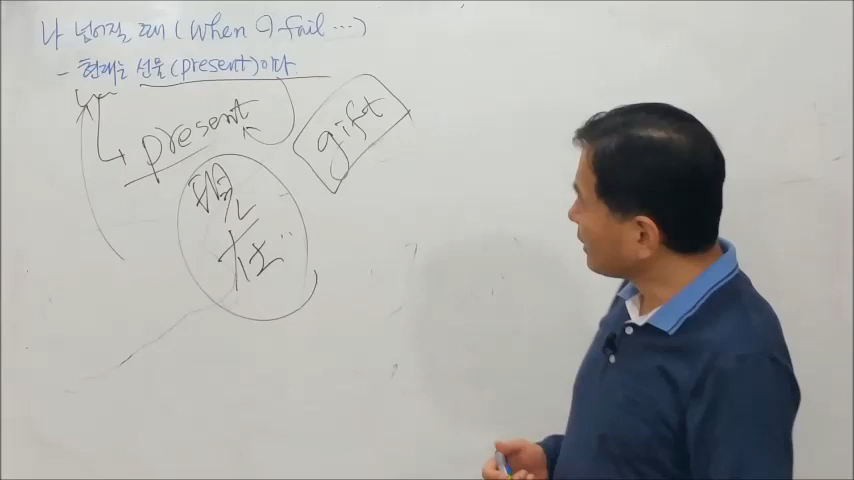 나 넘어질 때 (When I fail ...)
- 현재는 선물(present)이다.
present
gift
現
在